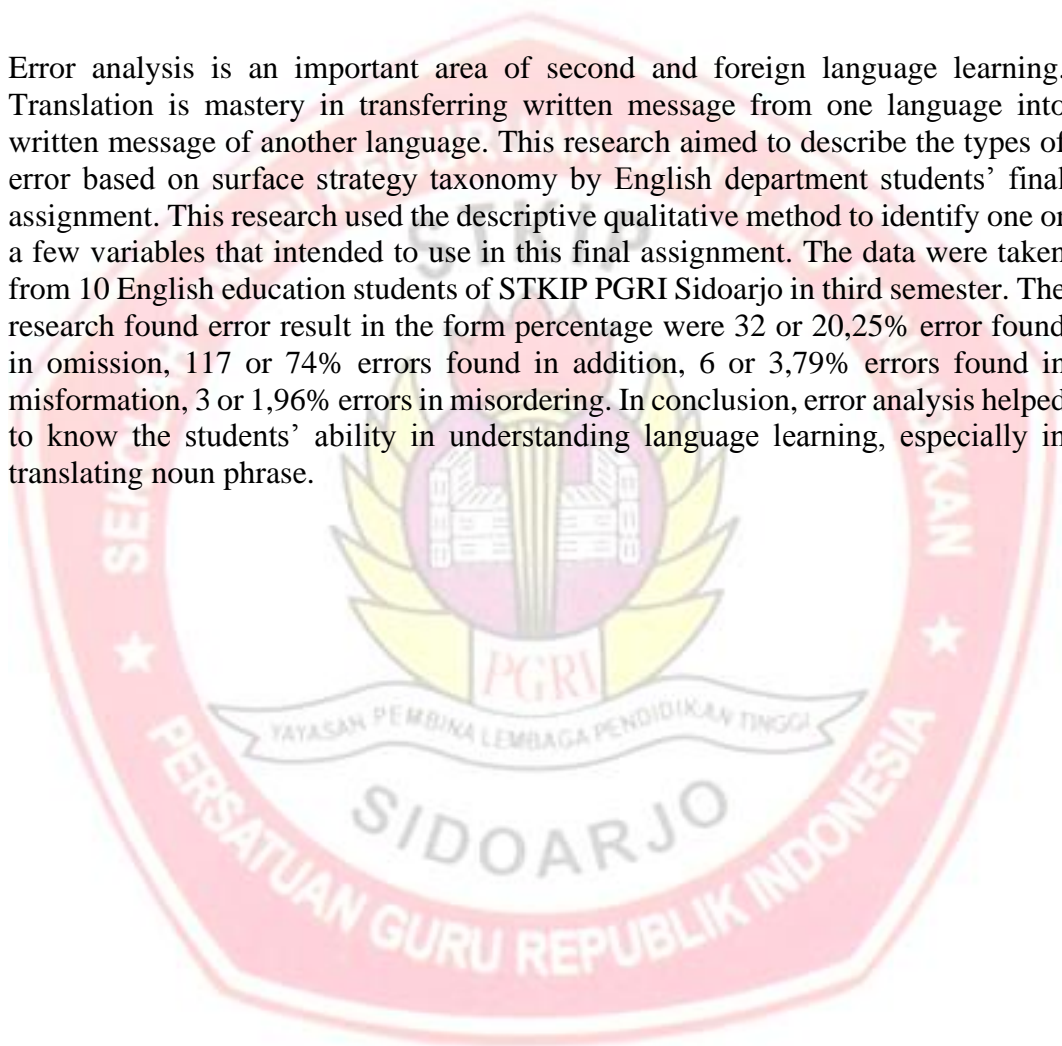 Error analysis is an important area of second and foreign language learning.
Translation is mastery in transferring written message from one language into
written message of another language. This research aimed to describe the types of
error based on surface strategy taxonomy by English department students’ final
assignment. This research used the descriptive qualitative method to identify one or
a few variables that intended to use in this final assignment. The data were taken
from 10 English education students of STKIP PGRI Sidoarjo in third semester. The
research found error result in the form percentage were 32 or 20,25% error found
in omission, 117 or 74% errors found in addition, 6 or 3,79% errors found in
misformation, 3 or 1,96% errors in misordering. In conclusion, error analysis helped
to know the students’ ability in understanding language learning, especially in
translating noun phrase.
STKIP
PGRI
YAYASAN PEMBINA LEMBAGA PENDIDIKAN TINGGI
SIDOARJO
PERSATUAN GURU REPUBLIK INDONESIA